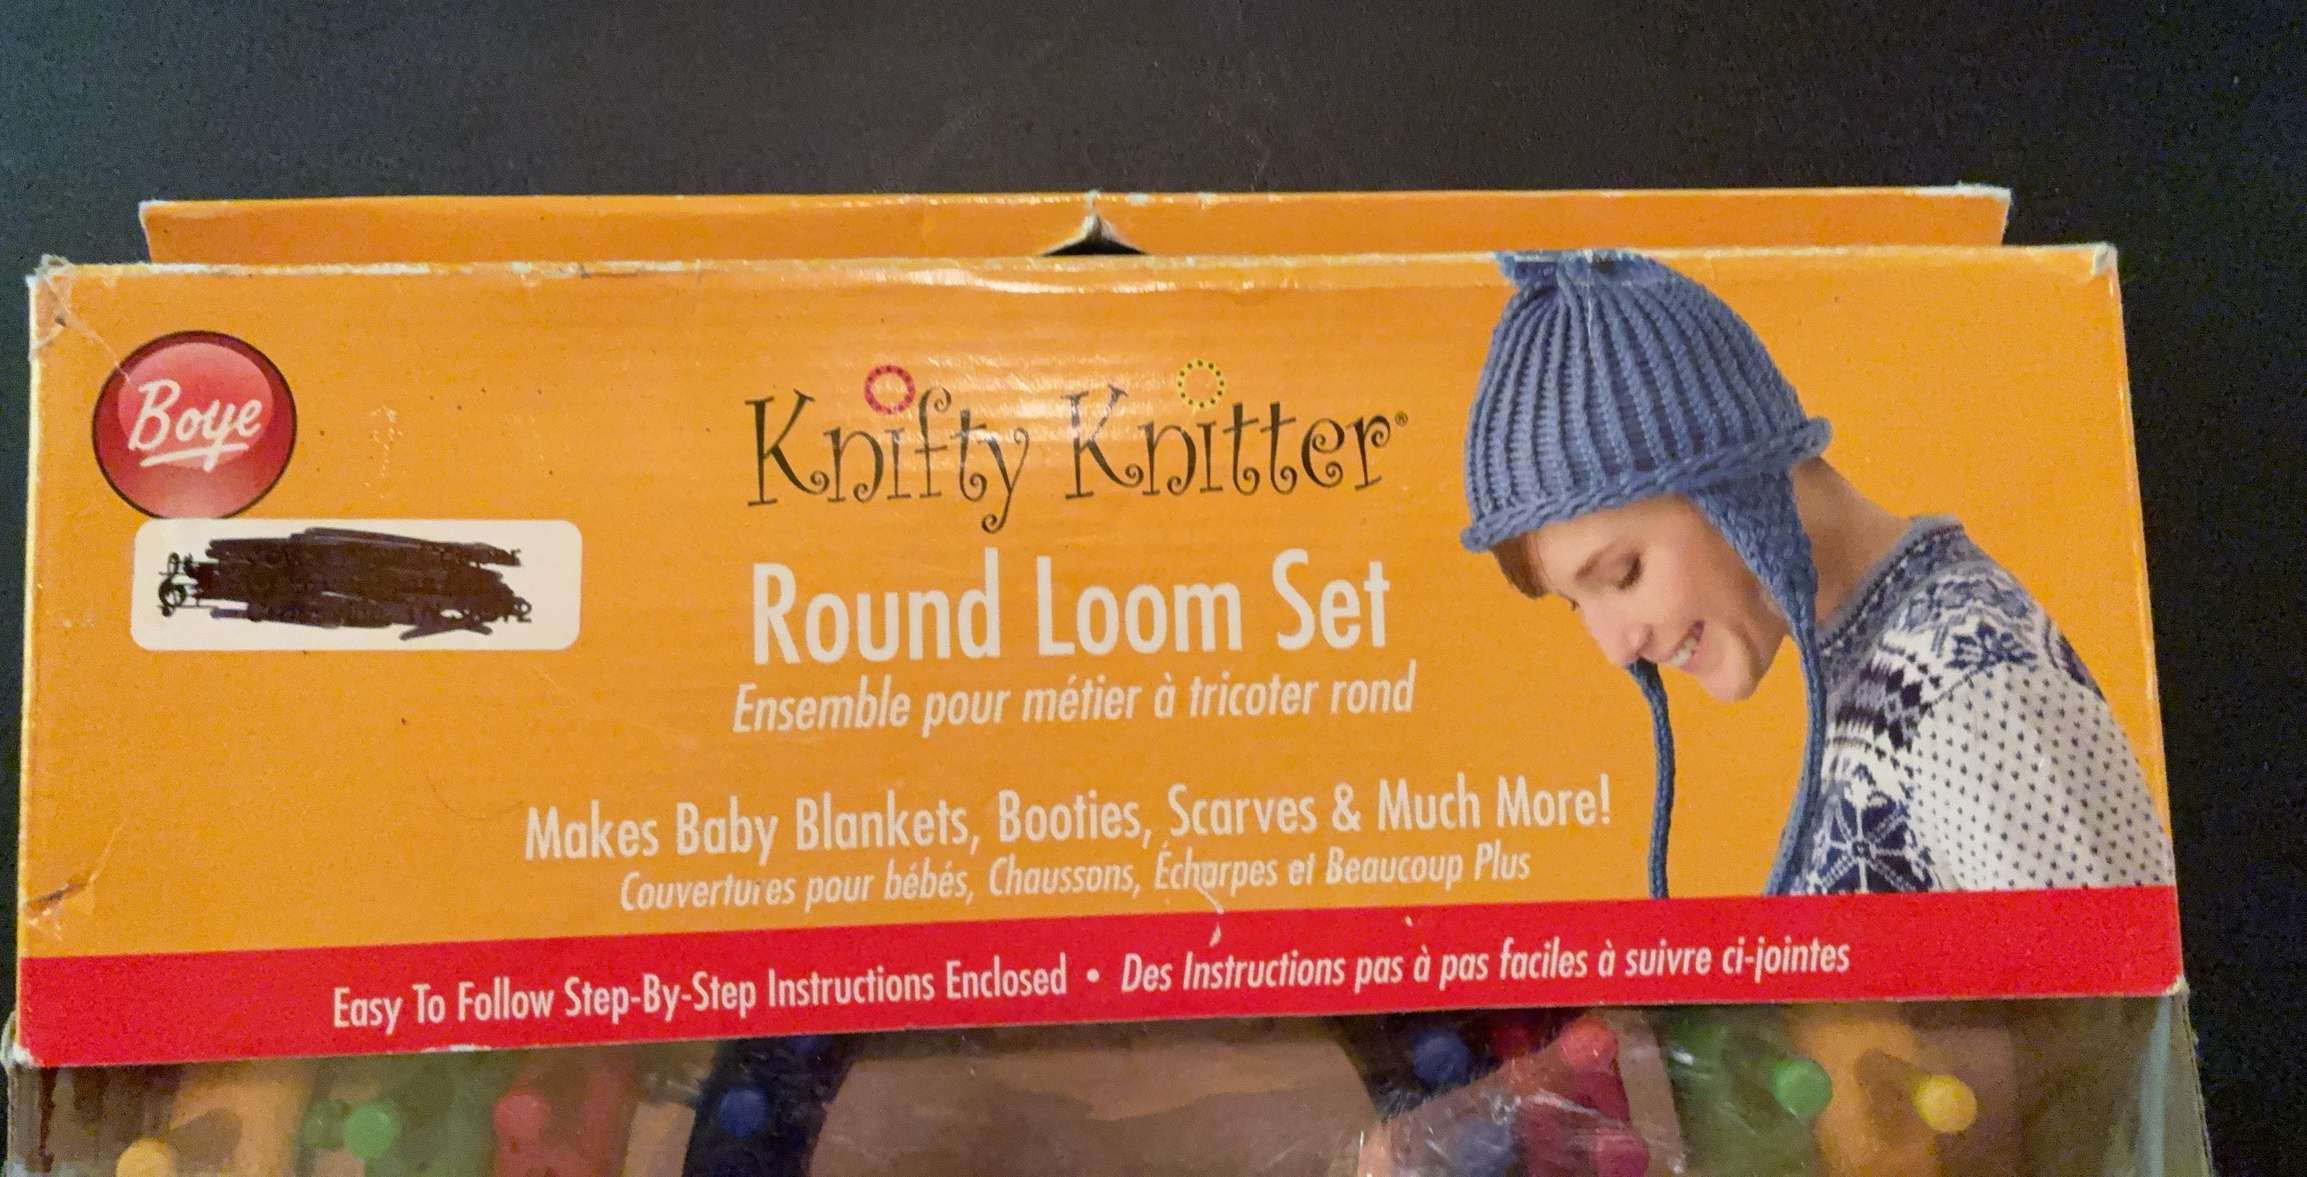 Boye
Knifty Knitter®
Round Loom Set
Ensemble pour métier à tricoter rond
Makes Baby Blankets, Booties, Scarves & Much More!
Couvertures pour bébés, Chaussons, Écharpes et Beaucoup Plus
Easy To Follow Step-By-Step Instructions Enclosed • Des Instructions pas à pas faciles à suivre ci-jointes